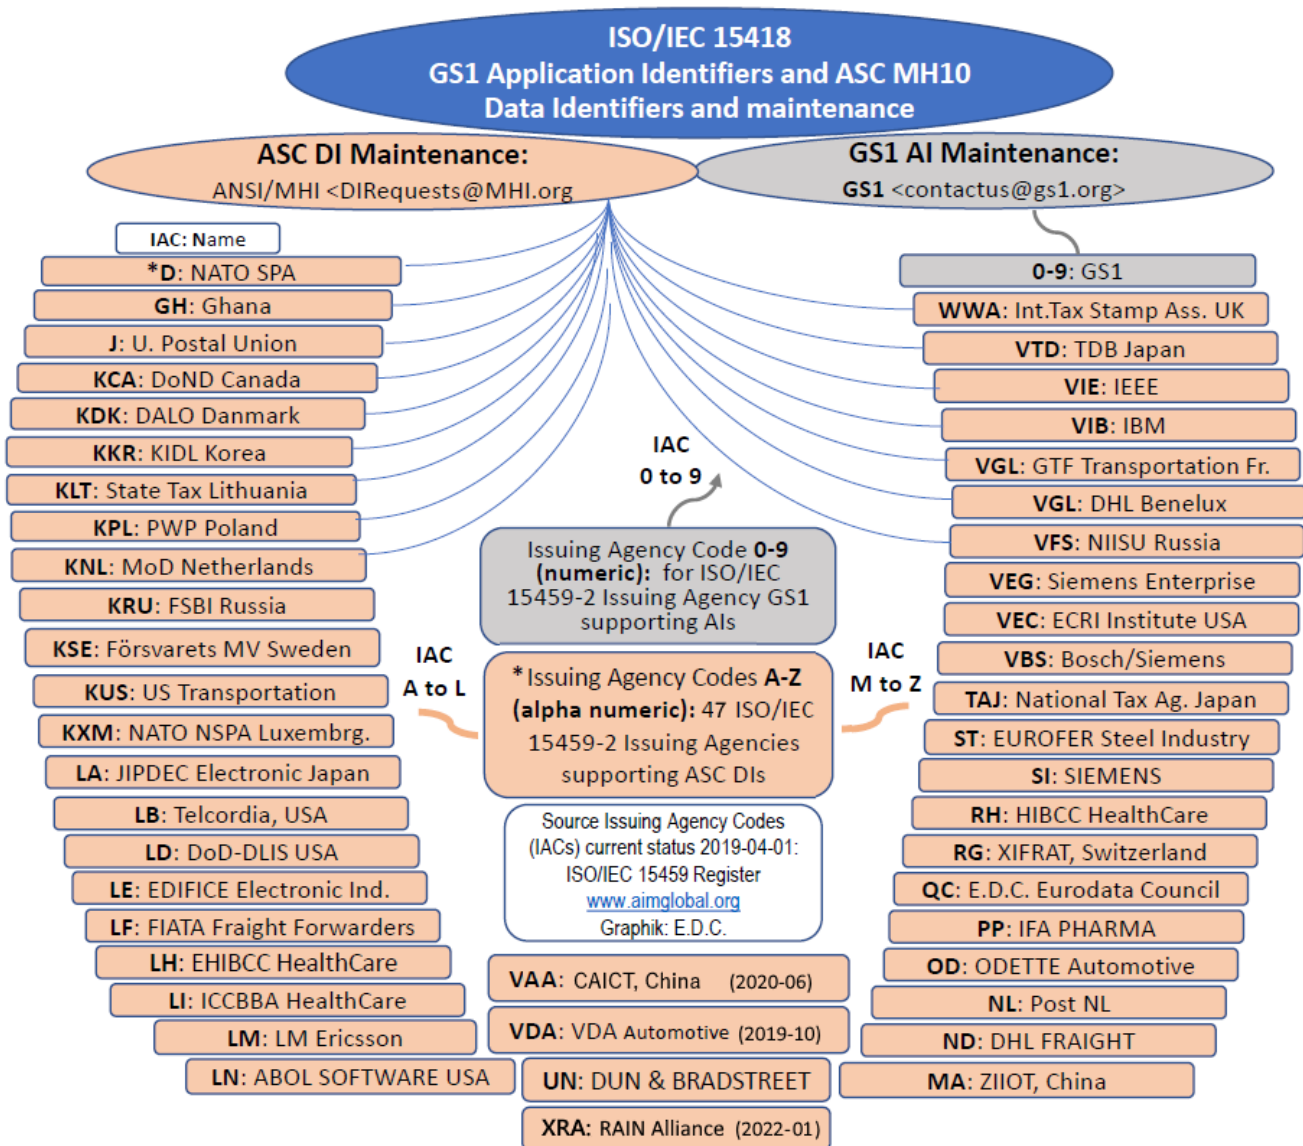 ISO/IEC 15418
GS1 Application Identifiers and ASC MH10
Data Identifiers and maintenance
ASC DI Maintenance:
ANSI/MHI <DIRequests@MHI.org
GS1 AI Maintenance:
GS1 <contactus@gs1.org>
IAC: Name
*D: NATO SPA
GH: Ghana
J: U. Postal Union
KCA: DoND Canada
KDK: DALO Danmark
KKR: KIDL Korea
KLT: State Tax Lithuania
KPL: PWP Poland
KNL: MoD Netherlands
KRU: FSBI Russia
KSE: Försvarets MV Sweden
KUS: US Transportation
KXM: NATO NSPA Luxembrg.
LA: JIPDEC Electronic Japan
LB: Telcordia, USA
LD: DoD-DLIS USA
LE: EDIFICE Electronic Ind.
LF: FIATA Fraight Forwarders
LH: EHIBCC HealthCare
LI: ICCBBA HealthCare
LM: LM Ericsson
LN: ABOL SOFTWARE USA
IAC
0 to 9
Issuing Agency Code 0-9
(numeric): for ISO/IEC
15459-2 Issuing Agency GS1
supporting AIs
IAC
A to L
*Issuing Agency Codes A-Z
(alpha numeric): 47 ISO/IEC
15459-2 Issuing Agencies
supporting ASC DIs
IAC
M to Z
Source Issuing Agency Codes
(IACs) current status 2019-04-01:
ISO/IEC 15459 Register
www.aimglobal.org
Graphik: E.D.C.
VAA: CAICT, China (2020-06)
VDA: VDA Automotive (2019-10)
UN: DUN & BRADSTREET
XRA: RAIN Alliance (2022-01)
0-9: GS1
WWA: Int.Tax Stamp Ass. UK
VTD: TDB Japan
VIE: IEEE
VIB: IBM
VGL: GTF Transportation Fr.
VGL: DHL Benelux
VFS: NIISU Russia
VEG: Siemens Enterprise
VEC: ECRI Institute USA
VBS: Bosch/Siemens
TAJ: National Tax Ag. Japan
ST: EUROFER Steel Industry
SI: SIEMENS
RH: HIBCC HealthCare
RG: XIFRAT, Switzerland
QC: E.D.C. Eurodata Council
PP: IFA PHARMA
OD: ODETTE Automotive
NL: Post NL
ND: DHL FRAIGHT
MA: ZIIOT, China